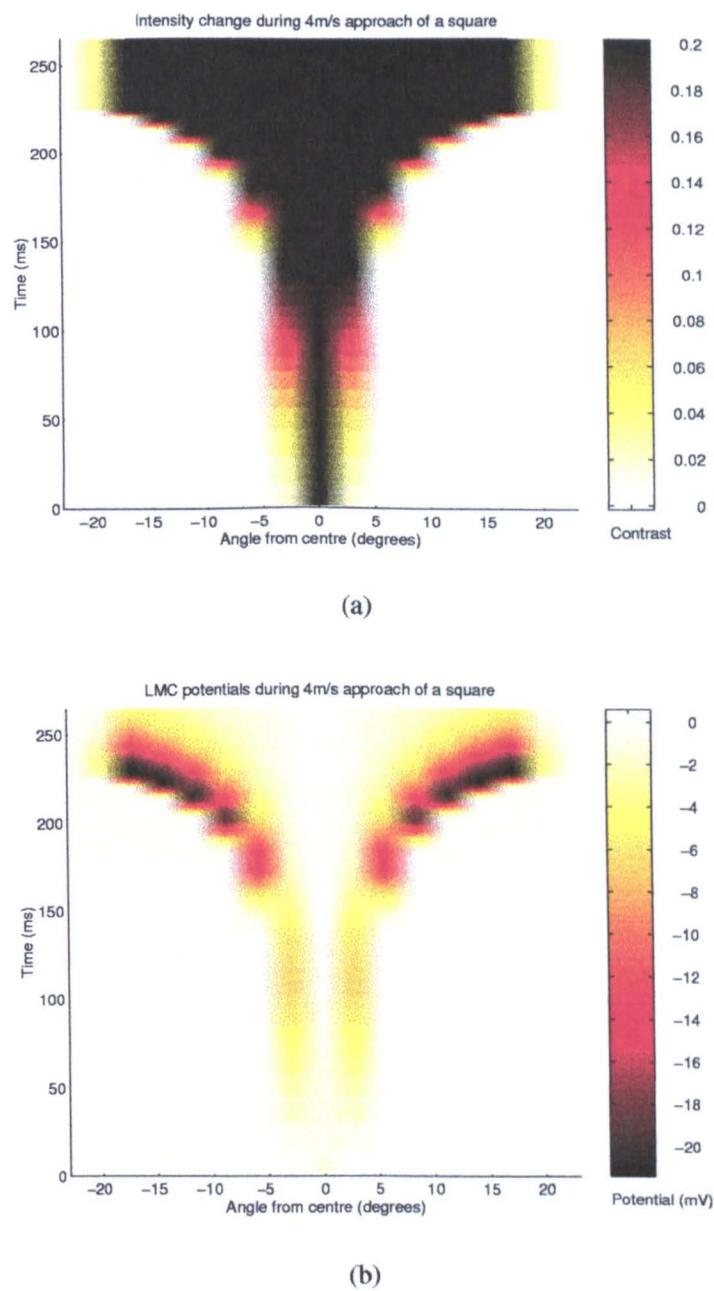 Intensity change during 4m/s approach of a square
250
200
150
100
50
0
Time (ms)
−20 −15 −10 −5 0 5 10 15 20
Angle from centre (degrees)
0.2
0.18
0.16
0.14
0.12
0.1
0.08
0.06
0.04
0.02
0
Contrast
(a)
LMC potentials during 4m/s approach of a square
250
200
150
100
50
0
Time (ms)
−20 −15 −10 −5 0 5 10 15 20
Angle from centre (degrees)
0
−2
−4
−6
−8
−10
−12
−14
−16
−18
−20
Potential (mV)
(b)